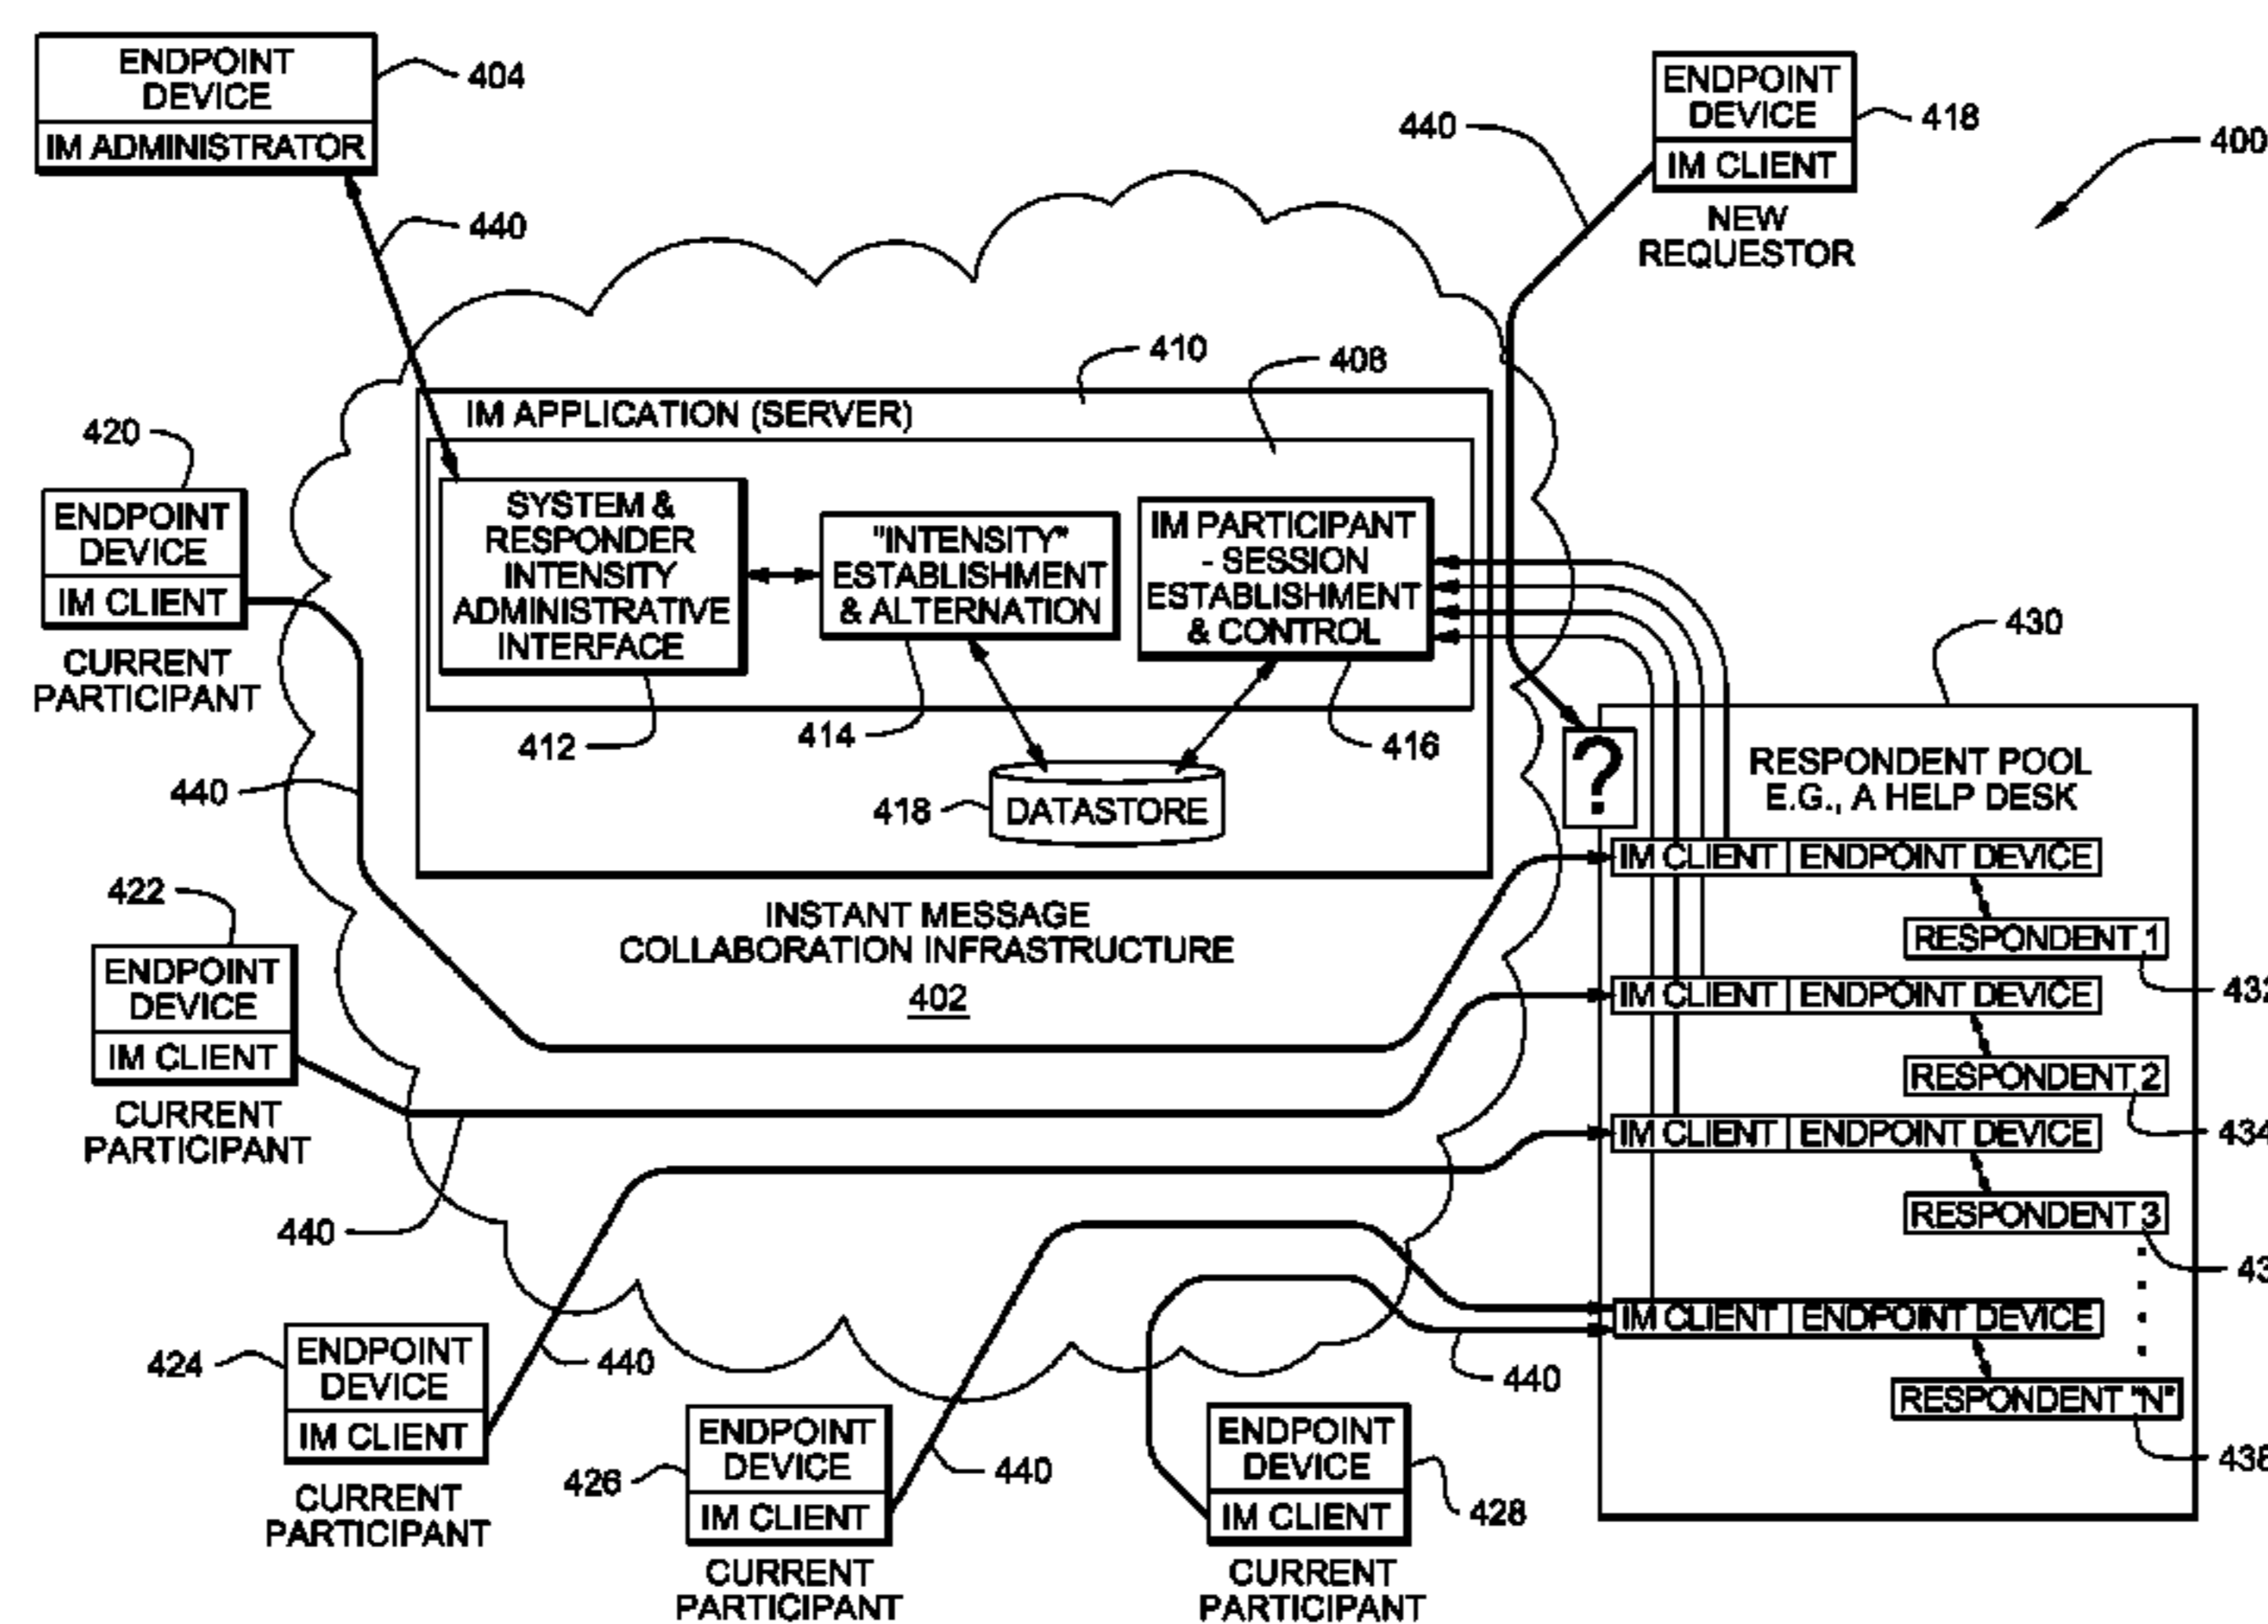 ENDPOINT
DEVICE
IM ADMINISTRATOR
404
440
ENDPOINT
DEVICE
IM CLIENT
418
NEW
REQUESTOR
440
400
410
408
IM APPLICATION (SERVER)
SYSTEM &
RESPONDER
INTENSITY
ADMINISTRATIVE
INTERFACE
412
"INTENSITY"
ESTABLISHMENT
& ALTERNATION
414
IM PARTICIPANT
- SESSION
ESTABLISHMENT
& CONTROL
416
418
DATASTORE
INSTANT MESSAGE
COLLABORATION INFRASTRUCTURE
402
420
ENDPOINT
DEVICE
IM CLIENT
CURRENT
PARTICIPANT
440
422
ENDPOINT
DEVICE
IM CLIENT
CURRENT
PARTICIPANT
440
424
ENDPOINT
DEVICE
IM CLIENT
CURRENT
PARTICIPANT
440
426
ENDPOINT
DEVICE
IM CLIENT
CURRENT
PARTICIPANT
440
428
ENDPOINT
DEVICE
IM CLIENT
CURRENT
PARTICIPANT
440
430
?
RESPONDENT POOL
E.G., A HELP DESK
IM CLIENT ENDPOINT DEVICE
RESPONDENT 1
432
IM CLIENT ENDPOINT DEVICE
RESPONDENT 2
434
IM CLIENT ENDPOINT DEVICE
RESPONDENT 3
IM CLIENT ENDPOINT DEVICE
RESPONDENT "N"
438